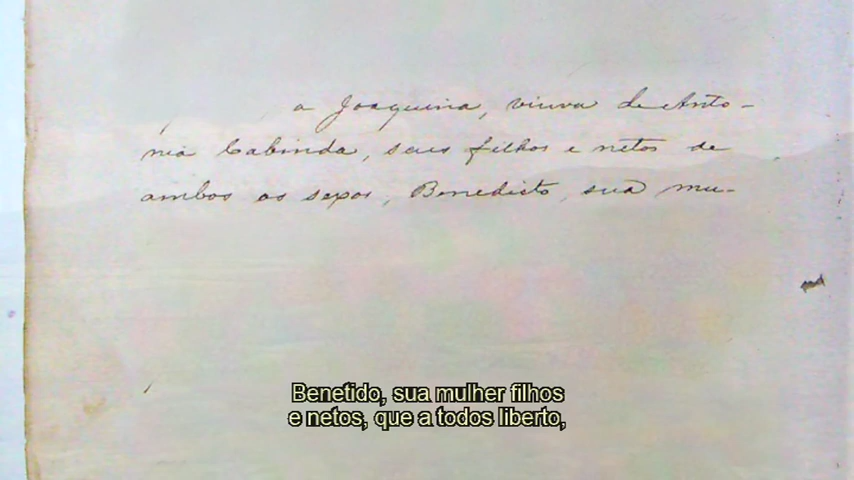 a Joaquina, viuva de Anto-
nio Cabinda, seus filhos e netos de
ambos os sexos, Benedicto, sua mu-
Benetido, sua mulher filhos
e netos, que a todos liberto,